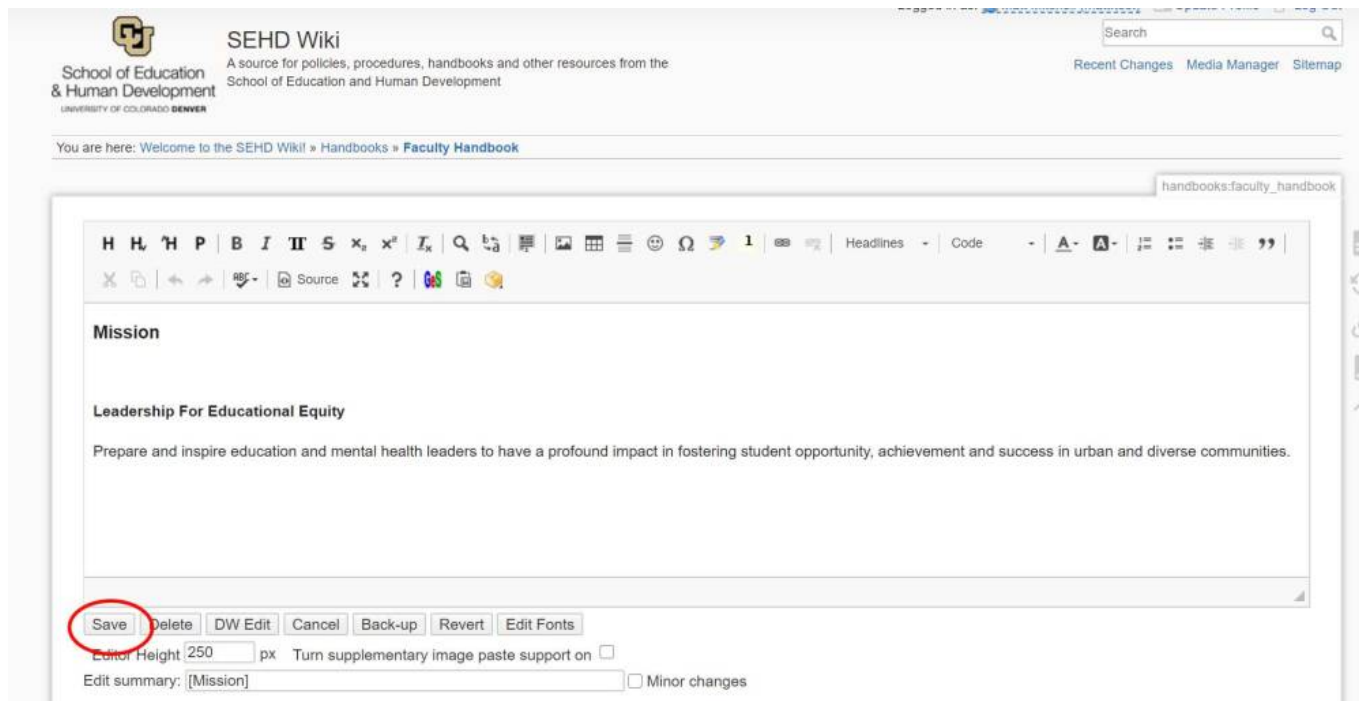 Search
SEHD Wiki
A source for policies, procedures, handbooks and other resources from the
School of Education and Human Development
School of Education
& Human Development
UNIVERSITY OF COLORADO DENVER
Recent Changes Media Manager Sitemap
You are here: Welcome to the SEHD Wiki! » Handbooks » Faculty Handbook
handbooks:faculty_handbook
Headlines Code
Source
Mission
Leadership For Educational Equity
Prepare and inspire education and mental health leaders to have a profound impact in fostering student opportunity, achievement and success in urban and diverse communities.
Save Delete DW Edit Cancel Back-up Revert Edit Fonts
Editor Height 250 px Turn supplementary image paste support on
Edit summary: [Mission] Minor changes